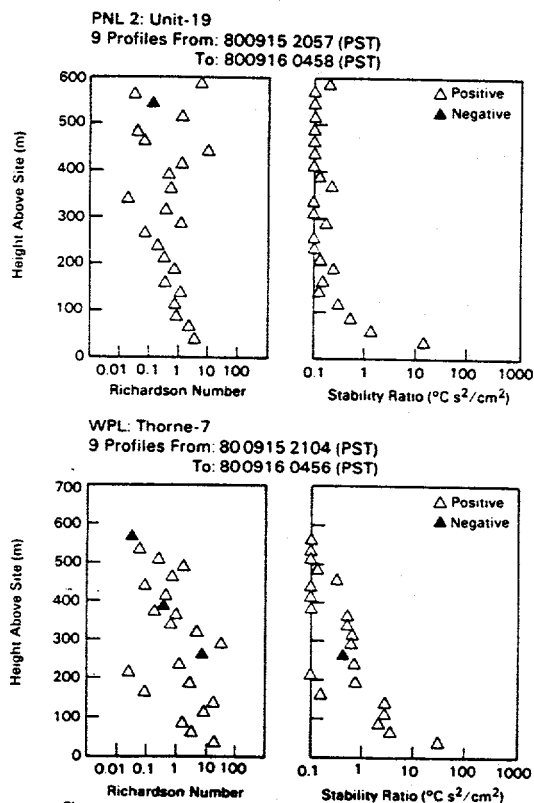 PNL 2: Unit-19
9 Profiles From: 800915 2057 (PST)
To: 800916 0458 (PST)
600
500
400
300
200
100
0
Height Above Site (m)
0.01 0.1 1 10 100
Richardson Number
△ Positive
▲ Negative
0.1 1 10 100 1000
Stability Ratio (°C s²/cm²)
WPL: Thorne-7
9 Profiles From: 800915 2104 (PST)
To: 800916 0456 (PST)
700
600
500
400
300
200
100
0
Height Above Site (m)
0.01 0.1 1 10 100
Richardson Number
△ Positive
▲ Negative
0.1 1 10 100 1000
Stability Ratio (°C s²/cm²)